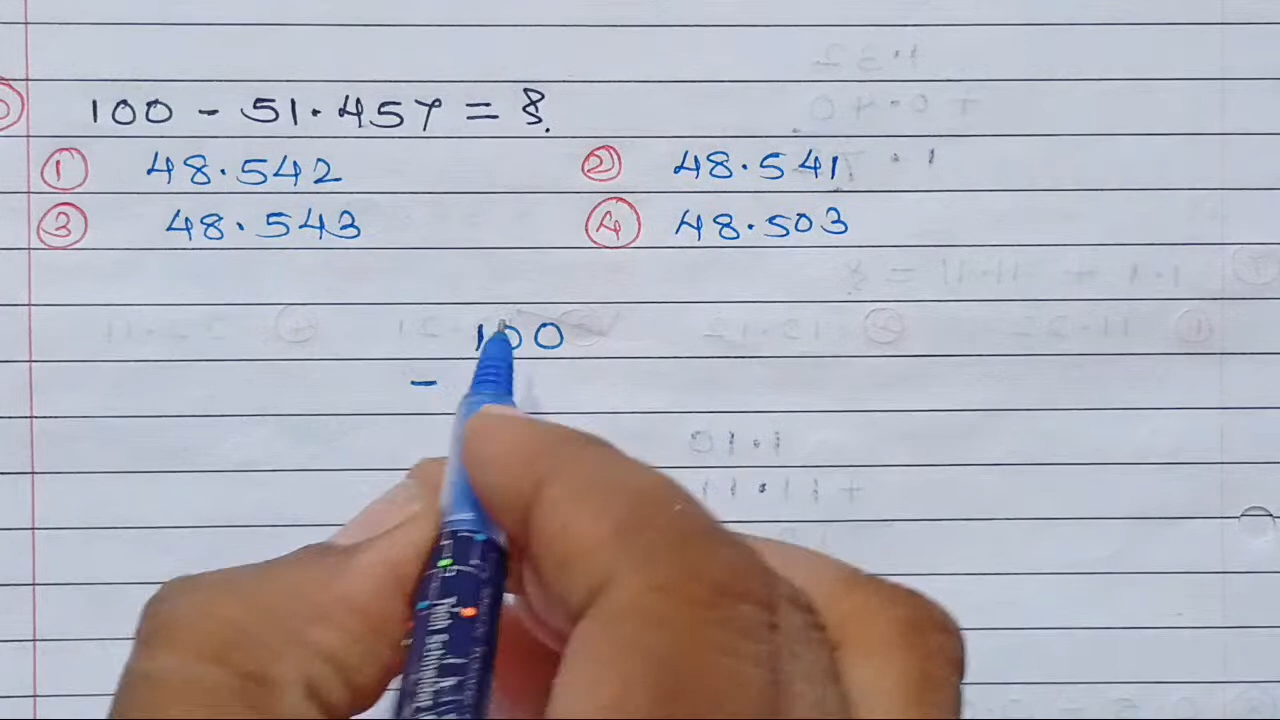 100 - 51.457 = ?
① 48.542 ② 48.541
③ 48.543 ④ 48.503
100
-